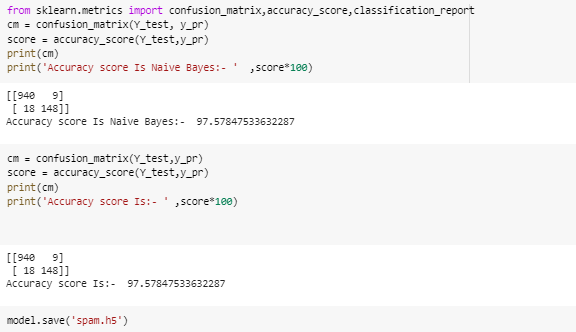 from sklearn.metrics import confusion_matrix,accuracy_score,classification_report
cm = confusion_matrix(Y_test, y_pr)
score = accuracy_score(Y_test,y_pr)
print(cm)
print('Accuracy score Is Naive Bayes:- '  ,score*100)
[[940   9]
 [ 18 148]]
Accuracy score Is Naive Bayes:-  97.57847533632287
cm = confusion_matrix(Y_test,y_pr)
score = accuracy_score(Y_test,y_pr)
print(cm)
print('Accuracy score Is:- ' ,score*100)
[[940   9]
 [ 18 148]]
Accuracy score Is:-  97.57847533632287
model.save('spam.h5')